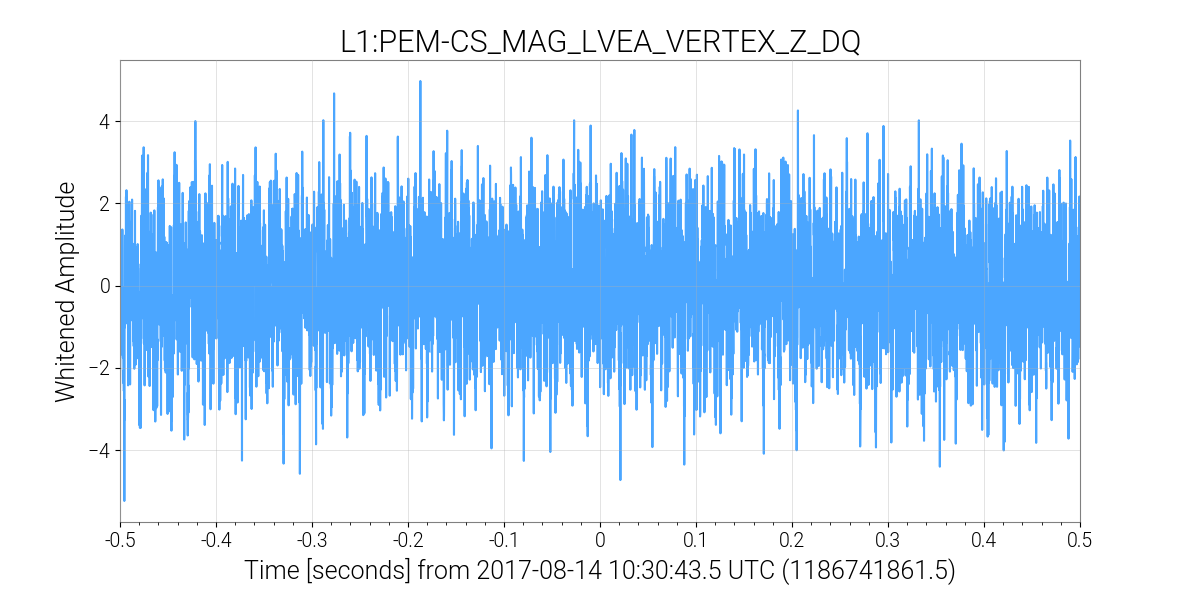 L1:PEM-CS_MAG_LVEA_VERTEX_Z_DQ
Whitened Amplitude
4
2
0
−2
−4
-0.5 -0.4 -0.3 -0.2 -0.1 0 0.1 0.2 0.3 0.4 0.5
Time [seconds] from 2017-08-14 10:30:43.5 UTC (1186741861.5)